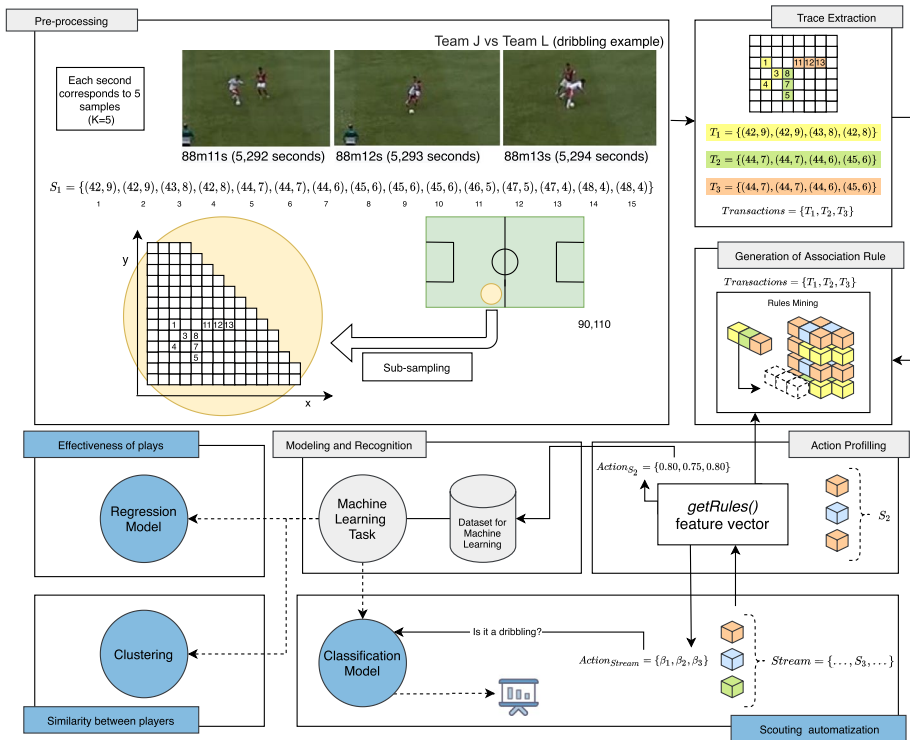 Pre-processing
Team J vs Team L (dribbling example)
Each second
corresponds to 5
samples
(K=5)
88m11s (5,292 seconds)
88m12s (5,293 seconds)
88m13s (5,294 seconds)
S₁ = {(42, 9), (42, 9), (43, 8), (42, 8), (44, 7), (44, 7), (44, 6), (45, 6), (45, 6), (45, 6), (46, 5), (47, 5), (47, 4), (48, 4), (48, 4)}
1 2 3 4 5 6 7 8 9 10 11 12 13 14 15
y
1 11 12 13
3 8
4 7
5
x
90,110
Sub-sampling
Trace Extraction
1 11 12 13
3 8
4 7
5
T₁ = {(42, 9), (42, 9), (43, 8), (42, 8)}
T₂ = {(44, 7), (44, 7), (44, 6), (45, 6)}
T₃ = {(44, 7), (44, 7), (44, 6), (45, 6)}
Transactions = {T₁, T₂, T₃}
Generation of Association Rule
Transactions = {T₁, T₂, T₃}
Rules Mining
Effectiveness of plays
Regression
Model
Modeling and Recognition
Machine
Learning
Task
Dataset for
Machine
Learning
Action Profilling
Action_S₂ = {0.80, 0.75, 0.80}
getRules()
feature vector
S₂
Clustering
Similarity between players
Classification
Model
Is it a dribbling?
Action_Stream = {β₁, β₂, β₃}
Stream = {..., S₃, ...}
Scouting automatization